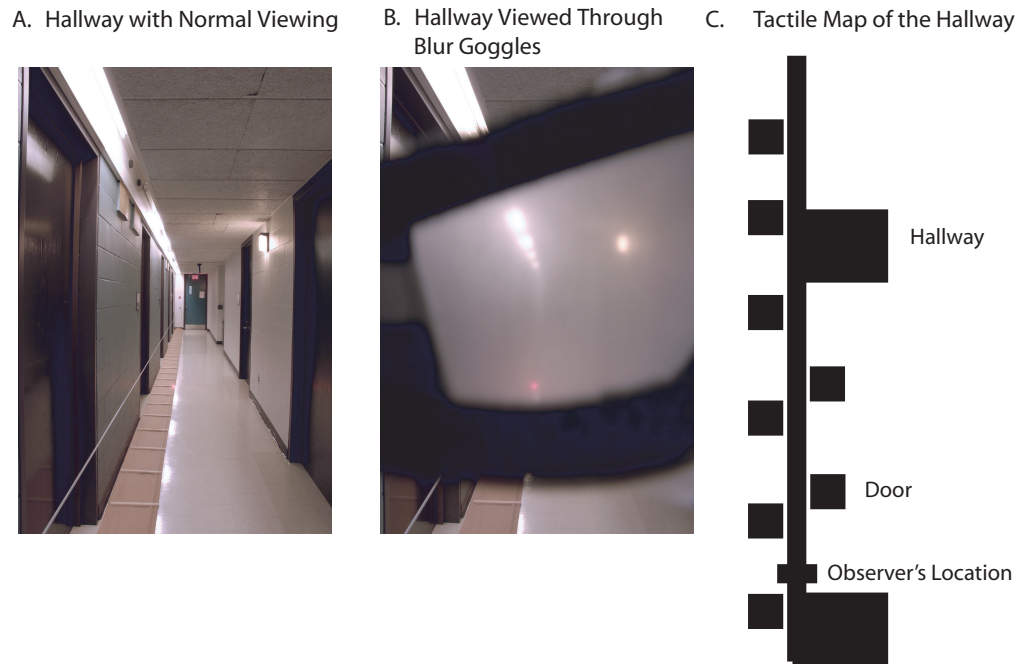 A. Hallway with Normal Viewing
B. Hallway Viewed Through
Blur Goggles
C. Tactile Map of the Hallway
Hallway
Door
Observer's Location